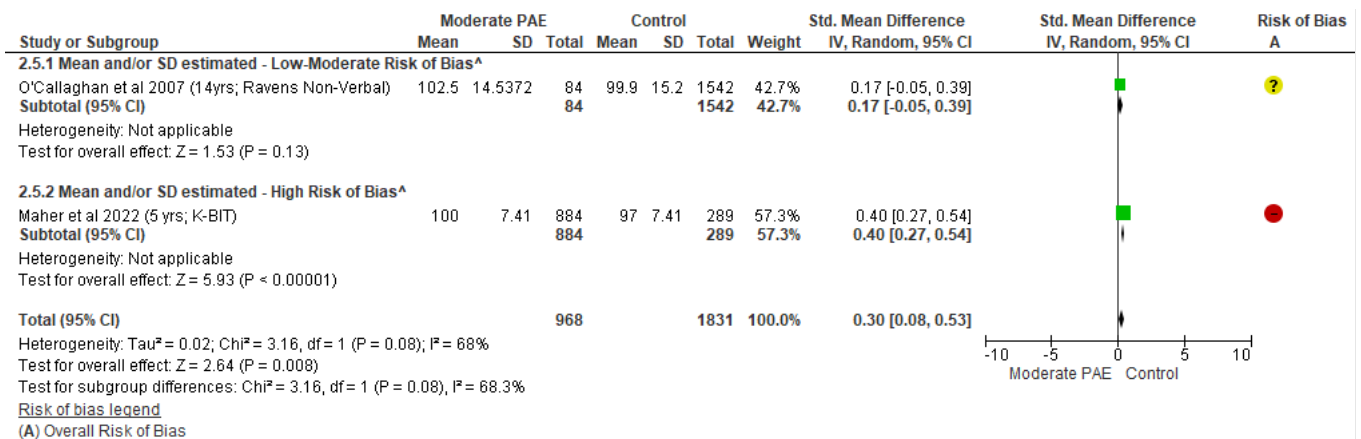 Moderate PAE Control Std. Mean Difference Std. Mean Difference Risk of Bias
Study or Subgroup Mean SD Total Mean SD Total Weight IV, Random, 95% CI IV, Random, 95% CI A
2.5.1 Mean and/or SD estimated - Low-Moderate Risk of Bias^
O'Callaghan et al 2007 (14yrs; Ravens Non-Verbal) 102.5 14.5372 84 99.9 15.2 1542 42.7% 0.17 [-0.05, 0.39] ?
Subtotal (95% CI) 84 1542 42.7% 0.17 [-0.05, 0.39]
Heterogeneity: Not applicable
Test for overall effect: Z = 1.53 (P = 0.13)
2.5.2 Mean and/or SD estimated - High Risk of Bias^
Maher et al 2022 (5 yrs; K-BIT) 100 7.41 884 97 7.41 289 57.3% 0.40 [0.27, 0.54] -
Subtotal (95% CI) 884 289 57.3% 0.40 [0.27, 0.54]
Heterogeneity: Not applicable
Test for overall effect: Z = 5.93 (P < 0.00001)
Total (95% CI) 968 1831 100.0% 0.30 [0.08, 0.53]
Heterogeneity: Tau² = 0.02; Chi² = 3.16, df = 1 (P = 0.08); I² = 68%
Test for overall effect: Z = 2.64 (P = 0.008)
Test for subgroup differences: Chi² = 3.16, df = 1 (P = 0.08), I² = 68.3%
-10 -5 0 5 10
Moderate PAE Control
Risk of bias legend
(A) Overall Risk of Bias